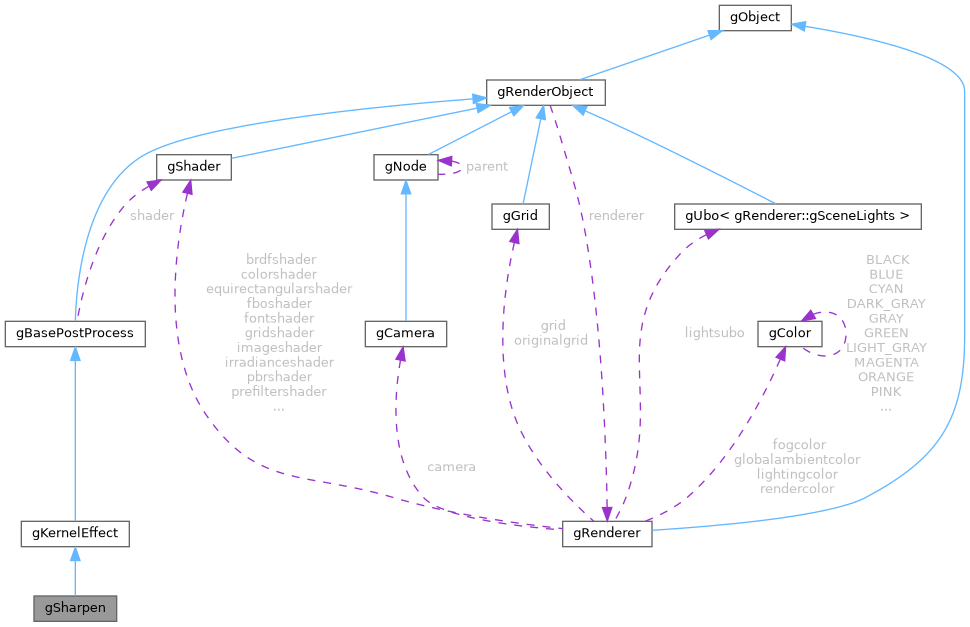 gObject
gRenderObject
gShader
gNode
parent
shader
gGrid
renderer
gUbo< gRenderer::gSceneLights >
brdfshader
colorshader
equirectangularshader
fboshader
fontshader
gridshader
imageshader
irradianceshader
pbrshader
prefiltershader
...
BLACK
BLUE
CYAN
DARK_GRAY
GRAY
GREEN
LIGHT_GRAY
MAGENTA
ORANGE
PINK
...
gBasePostProcess
gCamera
grid
originalgrid
lightsubo
gColor
camera
fogcolor
globalambientcolor
lightingcolor
rendercolor
gKernelEffect
gRenderer
gSharpen